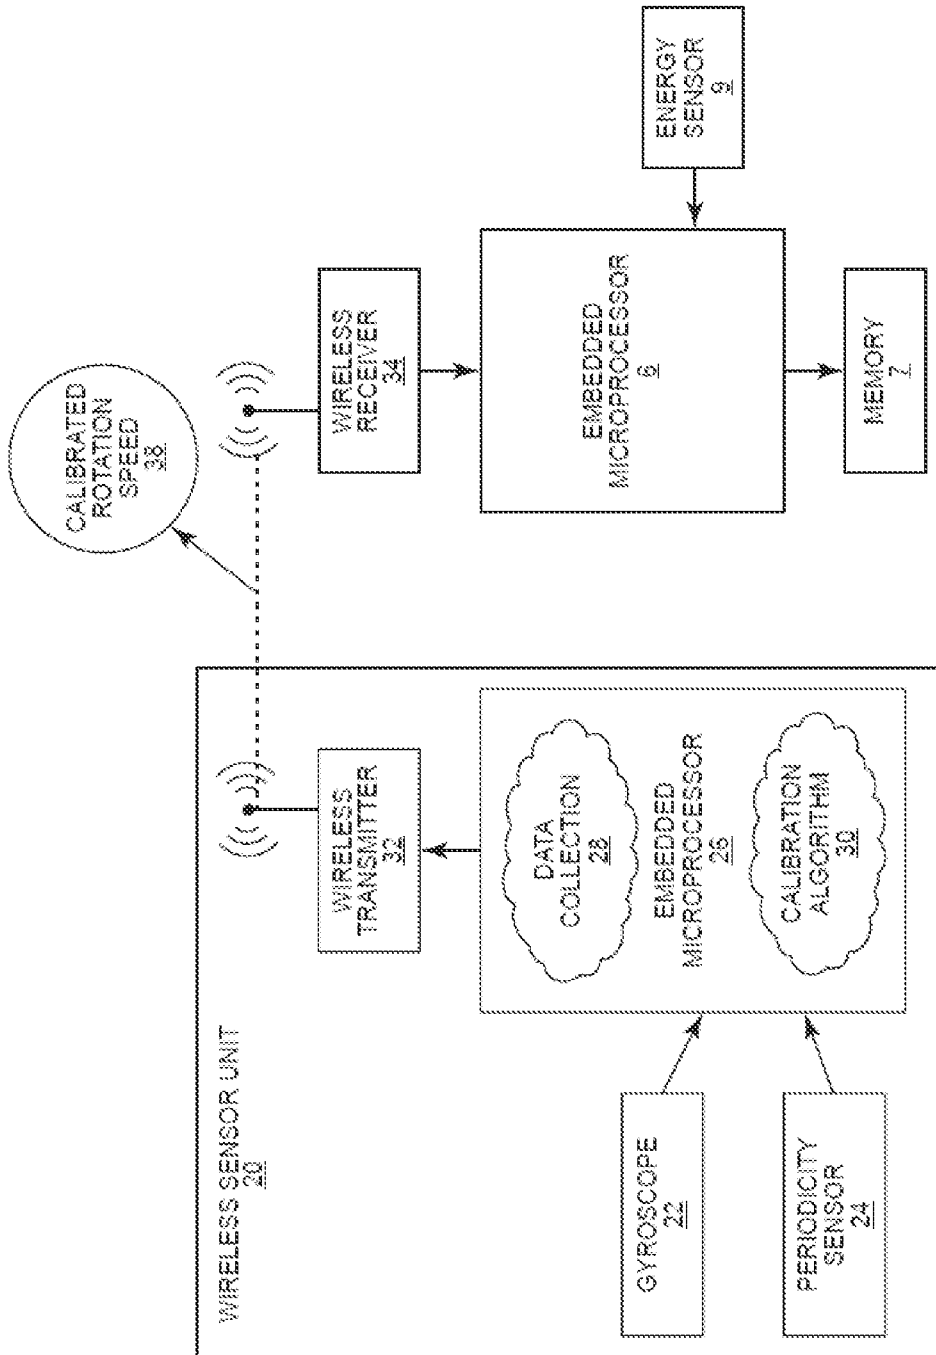 WIRELESS SENSOR UNIT
20
GYROSCOPE
22
PERIODICITY
SENSOR
24
WIRELESS
TRANSMITTER
32
DATA
COLLECTION
28
EMBEDDED
MICROPROCESSOR
26
CALIBRATION
ALGORITHM
30
CALIBRATED
ROTATION
SPEED
38
WIRELESS
RECEIVER
34
EMBEDDED
MICROPROCESSOR
6
MEMORY
7
ENERGY
SENSOR
9